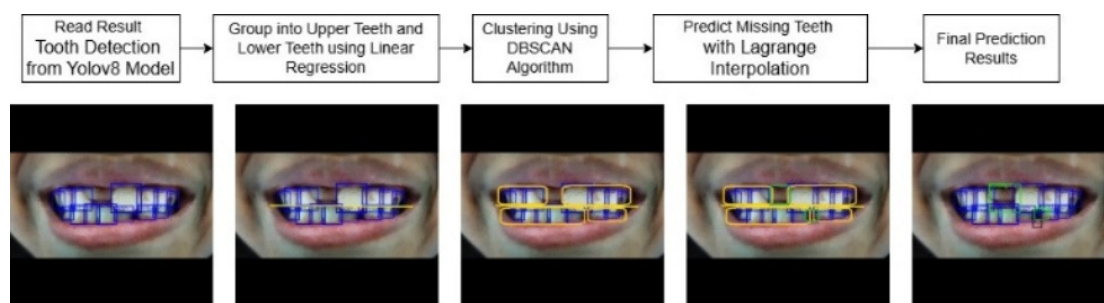 Read Result
Tooth Detection
from Yolov8 Model
Group into Upper Teeth and
Lower Teeth using Linear
Regression
Clustering Using
DBSCAN
Algorithm
Predict Missing Teeth
with Lagrange
Interpolation
Final Prediction
Results